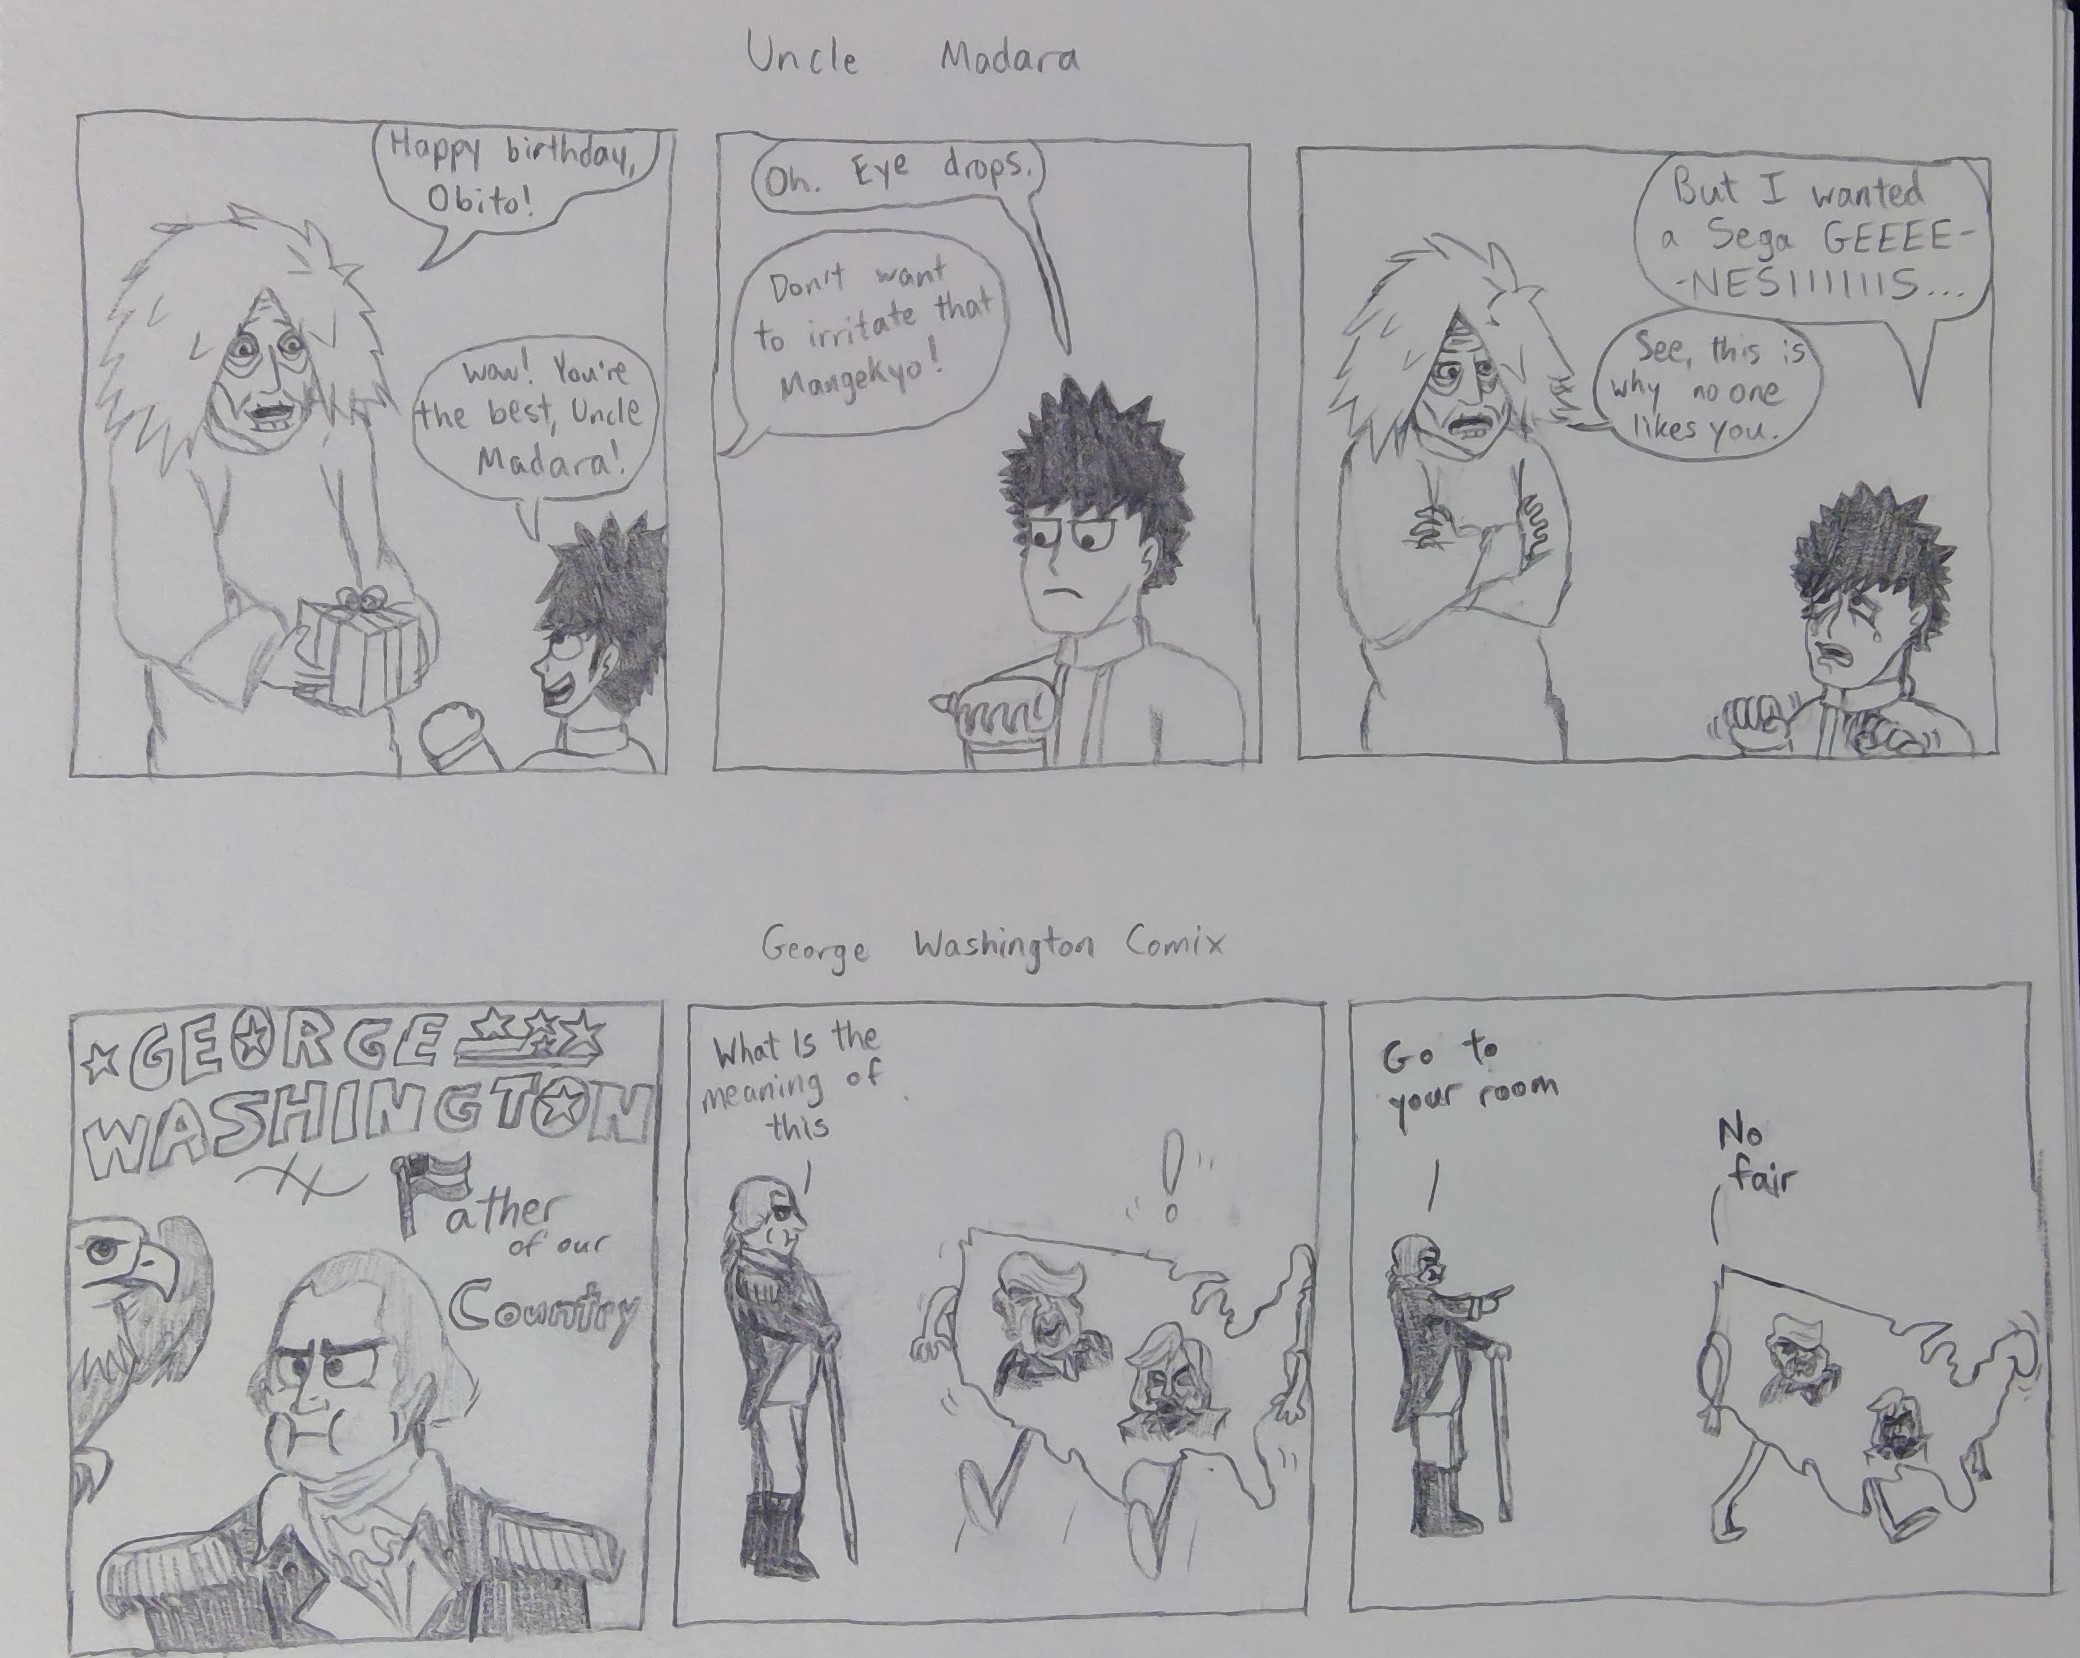 Uncle Madara
Happy birthday,
Obito!
Wow! You're
the best, Uncle
Madara!
Oh. Eye drops.
Don't want
to irritate that
Mangekyo!
But I wanted
a Sega GEEEE-
-NESIIIIIIIS...
See, this is
why no one
likes you.
George Washington Comix
GEORGE
WASHINGTON
Father
of our
Country
What Is the
meaning of
this
!
Go to
your room
No
fair